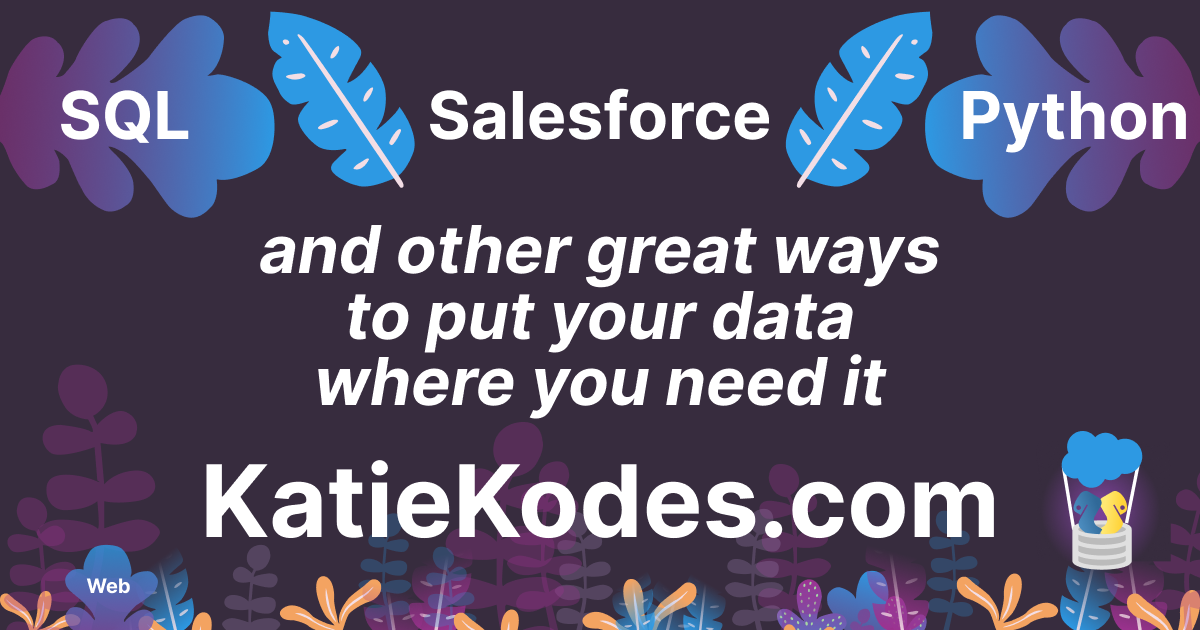 SQL Salesforce Python
and other great ways
to put your data
where you need it
KatieKodes.com
Web